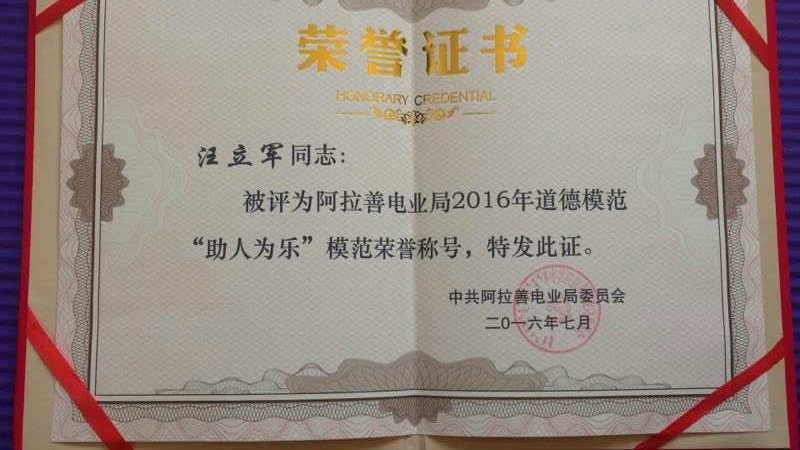 荣誉证书
HONORARY CREDENTIAL
汪立军同志：
被评为阿拉善电业局2016年道德模范
“助人为乐”模范荣誉称号，特发此证。
中共阿拉善电业局委员会
二〇一六年七月